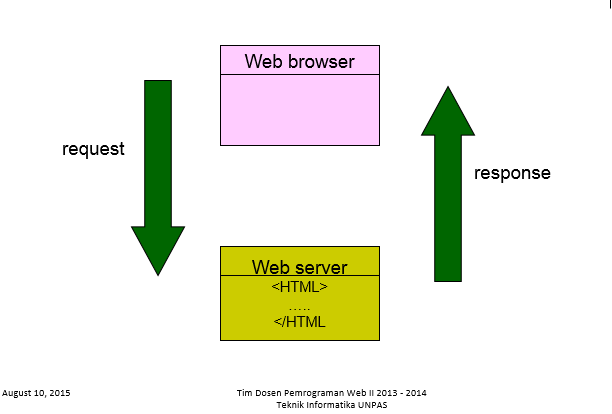 Web browser
request
response
Web server
<HTML>
.....
</HTML
August 10, 2015
Tim Dosen Pemrograman Web II 2013 - 2014
Teknik Informatika UNPAS